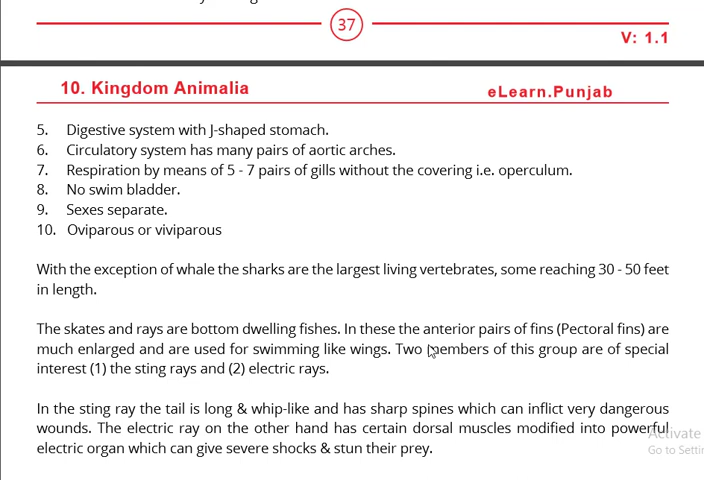 37
V: 1.1
10. Kingdom Animalia
eLearn.Punjab
5. Digestive system with J-shaped stomach.
6. Circulatory system has many pairs of aortic arches.
7. Respiration by means of 5 - 7 pairs of gills without the covering i.e. operculum.
8. No swim bladder.
9. Sexes separate.
10. Oviparous or viviparous
With the exception of whale the sharks are the largest living vertebrates, some reaching 30 - 50 feet
in length.
The skates and rays are bottom dwelling fishes. In these the anterior pairs of fins (Pectoral fins) are
much enlarged and are used for swimming like wings. Two members of this group are of special
interest (1) the sting rays and (2) electric rays.
In the sting ray the tail is long & whip-like and has sharp spines which can inflict very dangerous
wounds. The electric ray on the other hand has certain dorsal muscles modified into powerful
electric organ which can give severe shocks & stun their prey.
Activate
Go to Setti